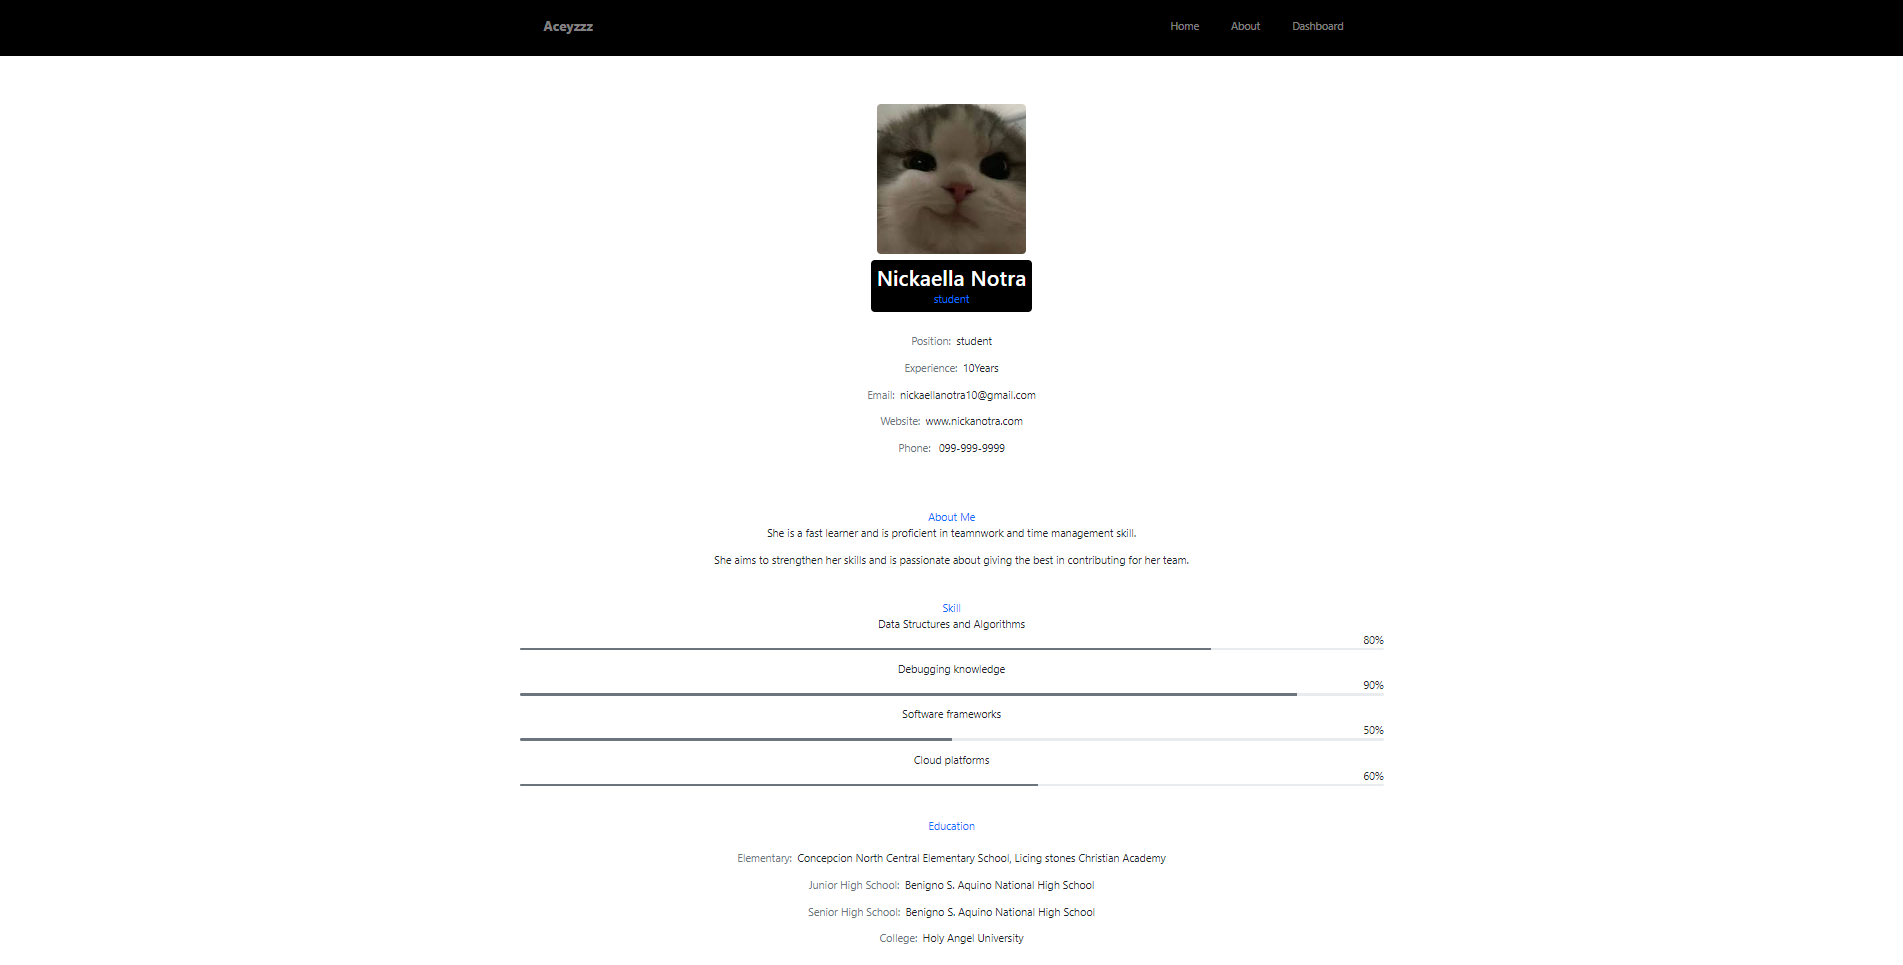 Aceyzzz Home About Dashboard
Nickaella Notra
student
Position: student
Experience: 10Years
Email: nickaellanotra10@gmail.com
Website: www.nickanotra.com
Phone: 099-999-9999
About Me
She is a fast learner and is proficient in teamnwork and time management skill.
She aims to strengthen her skills and is passionate about giving the best in contributing for her team.
Skill
Data Structures and Algorithms
80%
Debugging knowledge
90%
Software frameworks
50%
Cloud platforms
60%
Education
Elementary: Concepcion North Central Elementary School, Licing stones Christian Academy
Junior High School: Benigno S. Aquino National High School
Senior High School: Benigno S. Aquino National High School
College: Holy Angel University